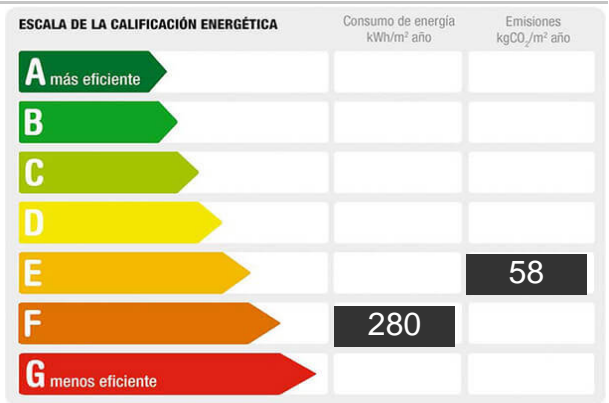 ESCALA DE LA CALIFICACIÓN ENERGÉTICA
Consumo de energía
kWh/m² año
Emisiones
kgCO₂/m² año
A más eficiente
B
C
D
E
58
F
280
G menos eficiente